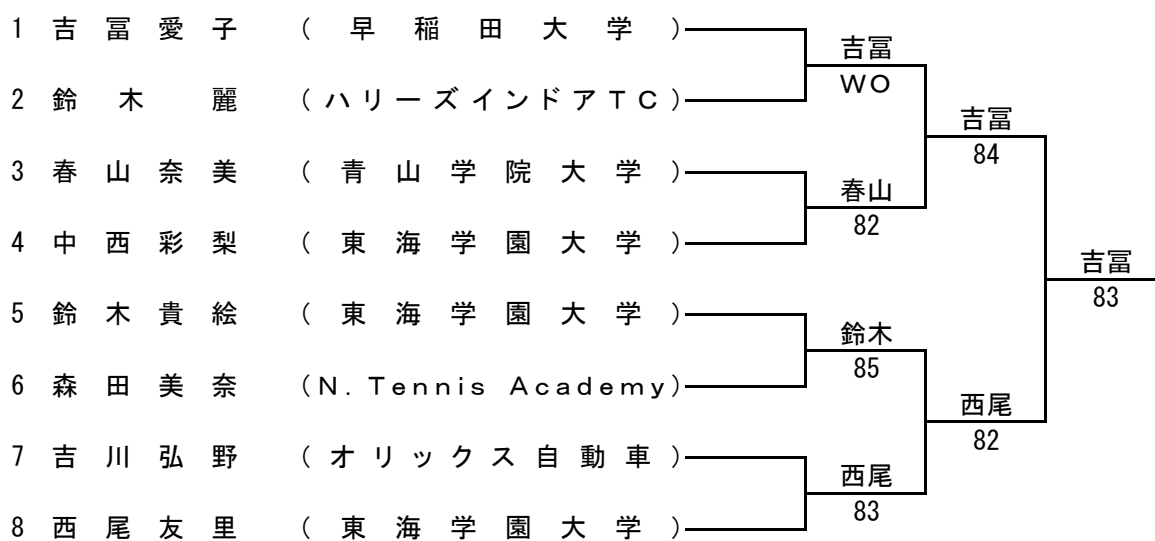 1 吉冨愛子 (早稲田大学)
吉冨
WO
2 鈴木麗 (ハリーズインドアTC)
吉冨
84
3 春山奈美 (青山学院大学)
春山
82
4 中西彩梨 (東海学園大学)
吉冨
83
5 鈴木貴絵 (東海学園大学)
鈴木
85
6 森田美奈 (N. Tennis Academy)
西尾
82
7 吉川弘野 (オリックス自動車)
西尾
83
8 西尾友里 (東海学園大学)